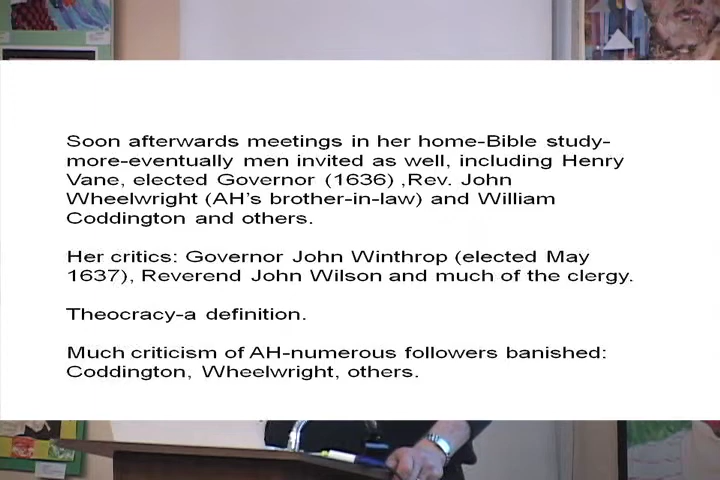 Soon afterwards meetings in her home-Bible study-
more-eventually men invited as well, including Henry
Vane, elected Governor (1636) ,Rev. John
Wheelwright (AH's brother-in-law) and William
Coddington and others.
Her critics: Governor John Winthrop (elected May
1637), Reverend John Wilson and much of the clergy.
Theocracy-a definition.
Much criticism of AH-numerous followers banished:
Coddington, Wheelwright, others.